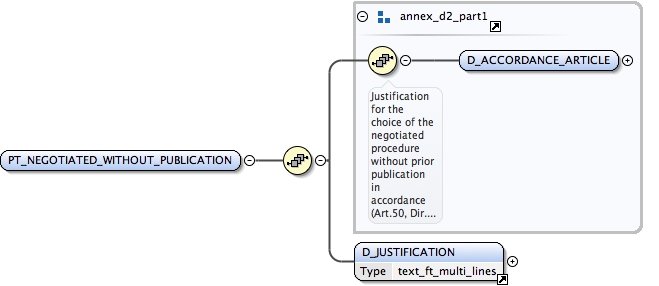 annex_d2_part1
D_ACCORDANCE_ARTICLE
Justification
for the
choice of the
negotiated
procedure
without prior
publication
in
accordance
(Art.50, Dir....
PT_NEGOTIATED_WITHOUT_PUBLICATION
D_JUSTIFICATION
Type text_ft_multi_lines